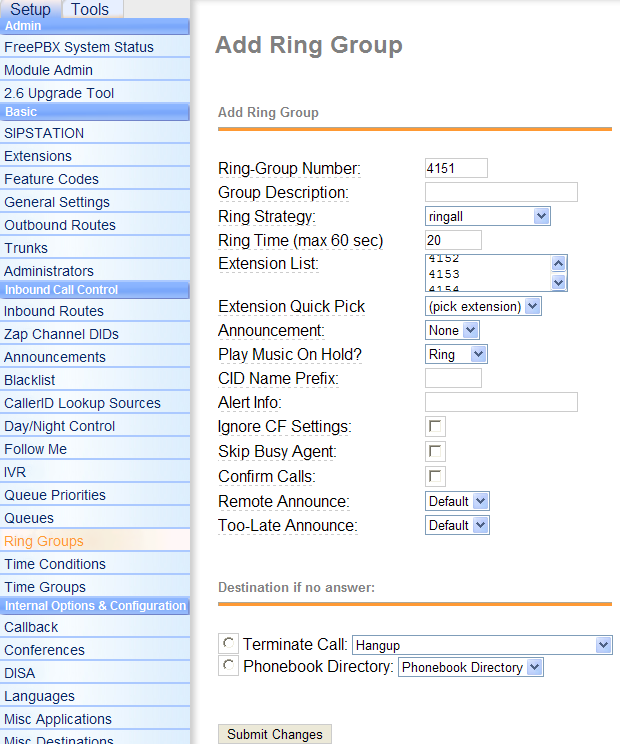 Setup Tools
Admin
FreePBX System Status
Module Admin
2.6 Upgrade Tool
Basic
SIPSTATION
Extensions
Feature Codes
General Settings
Outbound Routes
Trunks
Administrators
Inbound Call Control
Inbound Routes
Zap Channel DIDs
Announcements
Blacklist
CallerID Lookup Sources
Day/Night Control
Follow Me
IVR
Queue Priorities
Queues
Ring Groups
Time Conditions
Time Groups
Internal Options & Configuration
Callback
Conferences
DISA
Languages
Misc Applications
Misc Destinations
Add Ring Group
Add Ring Group
Ring-Group Number: 4151
Group Description:
Ring Strategy: ringall
Ring Time (max 60 sec) 20
Extension List: 4152
4153
4154
Extension Quick Pick (pick extension)
Announcement: None
Play Music On Hold? Ring
CID Name Prefix:
Alert Info:
Ignore CF Settings:
Skip Busy Agent:
Confirm Calls:
Remote Announce: Default
Too-Late Announce: Default
Destination if no answer:
Terminate Call: Hangup
Phonebook Directory: Phonebook Directory
Submit Changes